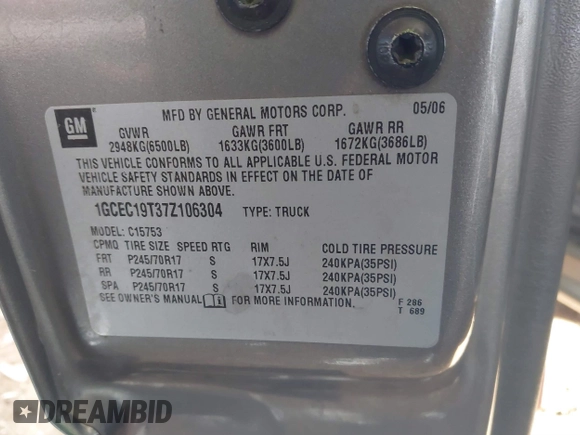 GM
MFD BY GENERAL MOTORS CORP. 05/06
GVWR GAWR FRT GAWR RR
2948KG(6500LB) 1633KG(3600LB) 1672KG(3686LB)
THIS VEHICLE CONFORMS TO ALL APPLICABLE U.S. FEDERAL MOTOR
VEHICLE SAFETY STANDARDS IN EFFECT ON THE DATE OF
MANUFACTURE SHOWN ABOVE.
1GCEC19T37Z106304 TYPE: TRUCK
MODEL: C15753
CPMQ TIRE SIZE SPEED RTG RIM COLD TIRE PRESSURE
FRT P245/70R17 S 17X7.5J 240KPA(35PSI)
RR P245/70R17 S 17X7.5J 240KPA(35PSI)
SPA P245/70R17 S 17X7.5J 240KPA(35PSI)
SEE OWNER'S MANUAL FOR MORE INFORMATION. F 286
T 689
DREAMBID